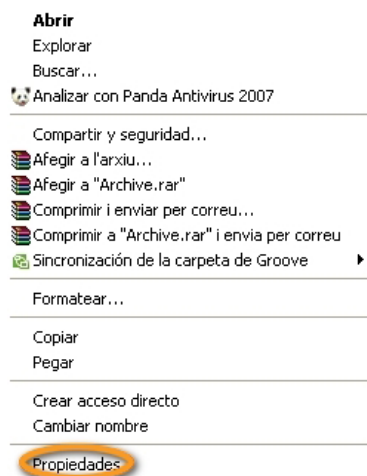 Abrir
Explorar
Buscar...
Analizar con Panda Antivirus 2007
Compartir y seguridad...
Afegir a l'arxiu...
Afegir a "Archive.rar"
Comprimir i enviar per correu...
Comprimir a "Archive.rar" i envia per correu
Sincronización de la carpeta de Groove
Formatear...
Copiar
Pegar
Crear acceso directo
Cambiar nombre
Propiedades